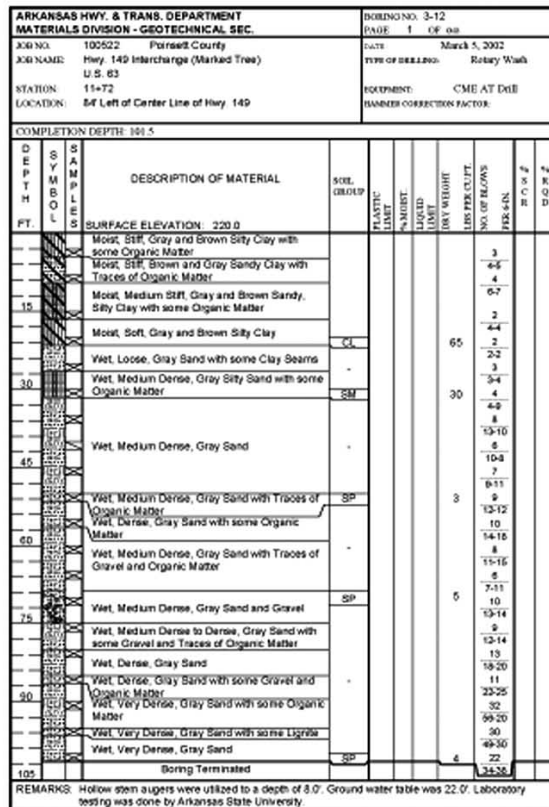 ARKANSAS HWY. & TRANS. DEPARTMENT
MATERIALS DIVISION - GEOTECHNICAL SEC.
BORING NO. 3-12
PAGE 1 OF
JOB NO. 100522 Poinsett County
JOB NAME: Hwy. 149 Interchange (Marked Tree)
U.S. 63
STATION: 11+72
LOCATION: 84' Left of Center Line of Hwy. 149
DATE March 5, 2002
TYPE OF DRILLING: Rotary Wash
EQUIPMENT: CME AT Drill
HAMMER CORRECTION FACTOR:
COMPLETION DEPTH: 101.5
DEPTH FT.
SYMBOL
SAMPLES
DESCRIPTION OF MATERIAL
SURFACE ELEVATION: 220.0
SOIL GROUP
PLASTIC LIMIT
% MOIST.
LIQUID LIMIT
DRY WEIGHT LBS PER CU.FT.
NO. OF BLOWS PER 6-IN.
% S C R
% R Q D
Moist, Stiff, Gray and Brown Silty Clay with
some Organic Matter
3
Moist, Stiff, Brown and Gray Sandy Clay with
4-5
Traces of Organic Matter
4
6-7
15
Moist, Medium Stiff, Gray and Brown Sandy,
Silty Clay with some Organic Matter
2
4-4
Moist, Soft, Gray and Brown Silty Clay
CL 65 2
2-2
Wet, Loose, Gray Sand with some Clay Seams
-
3
3-4
30
Wet, Medium Dense, Gray Silty Sand with some
Organic Matter
SM 30 4
4-9
8
13-10
45
Wet, Medium Dense, Gray Sand
-
6
10-8
7
9-11
Wet, Medium Dense, Gray Sand with Traces of
Organic Matter
SP 3 9
12-12
Wet, Dense, Gray Sand with some Organic
Matter
10
14-16
60
Wet, Medium Dense, Gray Sand with Traces of
Gravel and Organic Matter
-
8
11-15
6
7-11
SP 5 10
13-14
75
Wet, Medium Dense, Gray Sand and Gravel
Wet, Medium Dense to Dense, Gray Sand with
some Gravel and Traces of Organic Matter
9
12-14
13
18-20
Wet, Dense, Gray Sand
-
Wet, Dense, Gray Sand with some Gravel and
Organic Matter
11
22-25
90
Wet, Very Dense, Gray Sand with some Organic
Matter
32
20
Wet, Very Dense, Gray Sand with some Lignite
30
49-30
Wet, Very Dense, Gray Sand
SP 4 22
34-38
105
Boring Terminated
REMARKS: Hollow stem augers were utilized to a depth of 8.0'. Ground water table was 22.0'. Laboratory
testing was done by Arkansas State University.